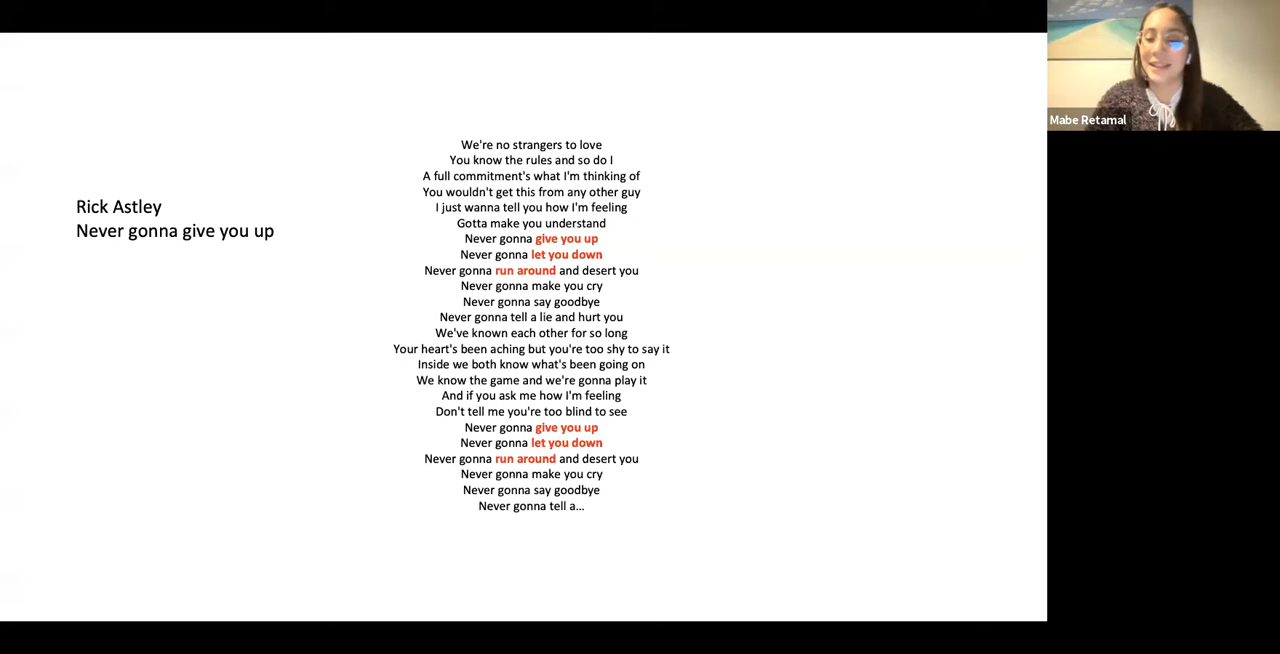 Rick Astley
Never gonna give you up
We're no strangers to love
You know the rules and so do I
A full commitment's what I'm thinking of
You wouldn't get this from any other guy
I just wanna tell you how I'm feeling
Gotta make you understand
Never gonna give you up
Never gonna let you down
Never gonna run around and desert you
Never gonna make you cry
Never gonna say goodbye
Never gonna tell a lie and hurt you
We've known each other for so long
Your heart's been aching but you're too shy to say it
Inside we both know what's been going on
We know the game and we're gonna play it
And if you ask me how I'm feeling
Don't tell me you're too blind to see
Never gonna give you up
Never gonna let you down
Never gonna run around and desert you
Never gonna make you cry
Never gonna say goodbye
Never gonna tell a...
Mabe Retamal